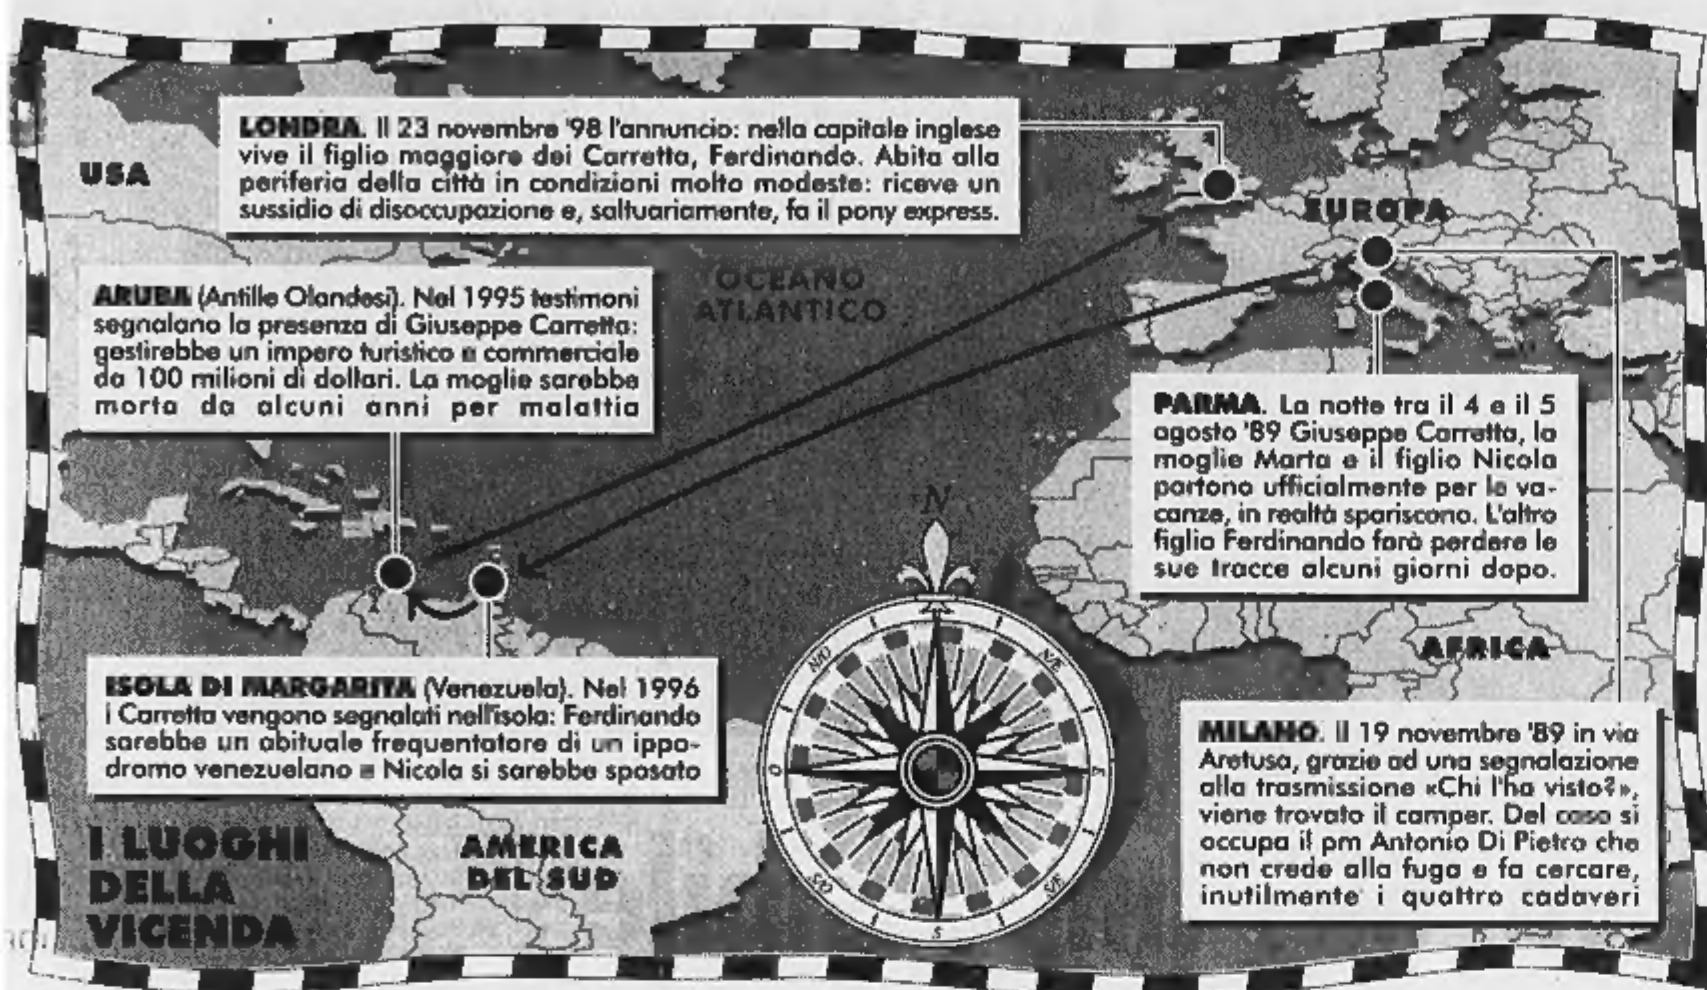 LONDRA. Il 23 novembre '98 l'annuncio: nella capitale inglese
vive il figlio maggiore dei Carretta, Ferdinando. Abita alla
periferia della città in condizioni molto modeste: riceve un
sussidio di disoccupazione e, saltuariamente, fa il pony express.
USA
EUROPA
OCEANO
ATLANTICO
ARUBA (Antille Olandesi). Nel 1995 testimoni
segnalano la presenza di Giuseppe Carretta:
gestirebbe un impero turistico e commerciale
da 100 milioni di dollari. La moglie sarebbe
morta da alcuni anni per malattia
PARMA. La notte tra il 4 e il 5
agosto '89 Giuseppe Carretta, la
moglie Marta e il figlio Nicola
partono ufficialmente per le va-
canze, in realtà spariscono. L'altro
figlio Ferdinando farà perdere le
sue tracce alcuni giorni dopo.
AFRICA
ISOLA DI MARGARITA (Venezuela). Nel 1996
i Carretta vengono segnalati nell'isola: Ferdinando
sarebbe un abituale frequentatore di un ippo-
dromo venezuelano e Nicola si sarebbe sposato
MILANO. Il 19 novembre '89 in via
Aretusa, grazie ad una segnalazione
alla trasmissione «Chi l'ha visto?»,
viene trovato il camper. Del caso si
occupa il pm Antonio Di Pietro che
non crede alla fuga e fa cercare,
inutilmente i quattro cadaveri
N
N/O
N/E
O
E
S/O
S/E
S
AMERICA
DEL SUD
I LUOGHI
DELLA
VICENDA